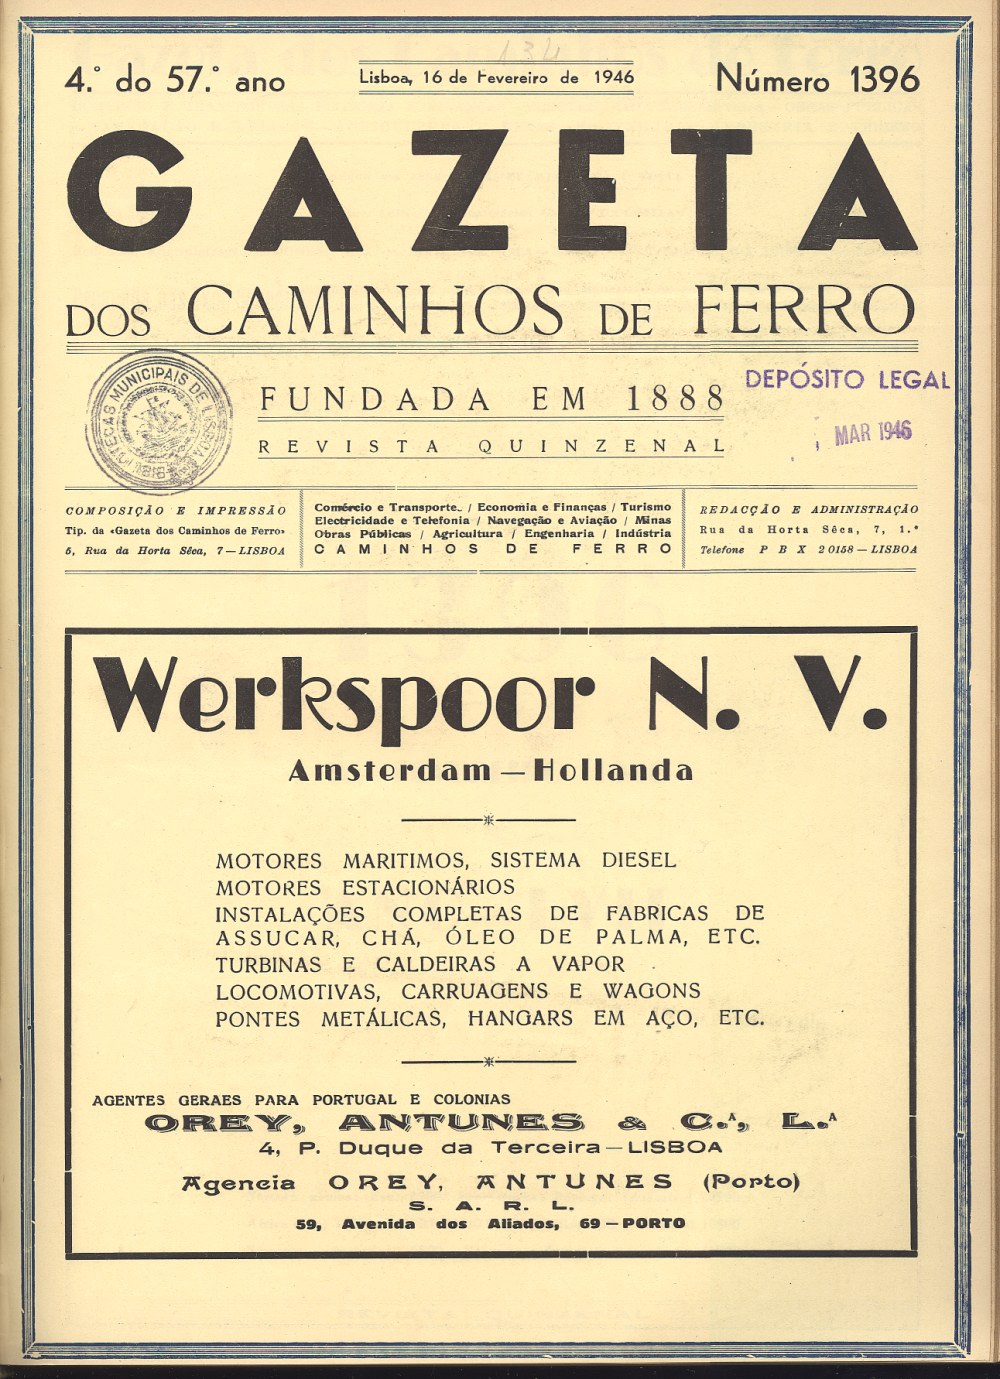 134
4.º do 57.º ano
Lisboa, 16 de Fevereiro de 1946
Número 1396
GAZETA
DOS CAMINHOS DE FERRO
FUNDADA EM 1888
REVISTA QUINZENAL
DEPÓSITO LEGAL
MAR 1946
MUNICIPAIS DE LISBOA
COMPOSIÇÃO E IMPRESSÃO
Tip. da «Gazeta dos Caminhos de Ferro»
5, Rua da Horta Sêca, 7 — LISBOA
Comércio e Transporte. / Economia e Finanças / Turismo
Electricidade e Telefonia / Navegação e Aviação / Minas
Obras Públicas / Agricultura / Engenharia / Indústria
CAMINHOS DE FERRO
REDACÇÃO E ADMINISTRAÇÃO
Rua da Horta Sêca, 7, 1.º
Telefone P B X 20158 — LISBOA
Werkspoor N. V.
Amsterdam — Hollanda
MOTORES MARITIMOS, SISTEMA DIESEL
MOTORES ESTACIONÁRIOS
INSTALAÇÕES COMPLETAS DE FABRICAS DE
ASSUCAR, CHÁ, ÓLEO DE PALMA, ETC.
TURBINAS E CALDEIRAS A VAPOR
LOCOMOTIVAS, CARRUAGENS E WAGONS
PONTES METÁLICAS, HANGARS EM AÇO, ETC.
AGENTES GERAES PARA PORTUGAL E COLONIAS
OREY, ANTUNES & C.ᴬ, L.ᴬ
4, P. Duque da Terceira — LISBOA
Agencia OREY, ANTUNES (Porto)
S. A. R. L.
59, Avenida dos Aliados, 69 — PORTO